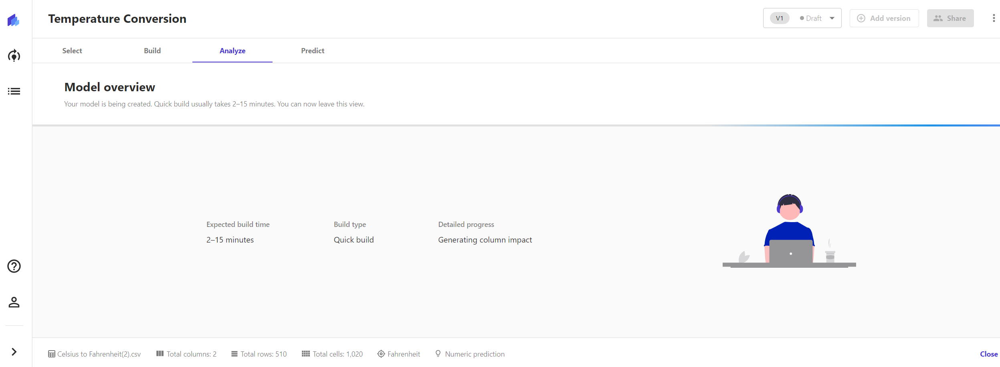 Temperature Conversion
V1 Draft Add version Share
Select Build Analyze Predict
Model overview
Your model is being created. Quick build usually takes 2–15 minutes. You can now leave this view.
Expected build time Build type Detailed progress
2–15 minutes Quick build Generating column impact
Celsius to Fahrenheit(2).csv Total columns: 2 Total rows: 510 Total cells: 1,020 Fahrenheit Numeric prediction Close